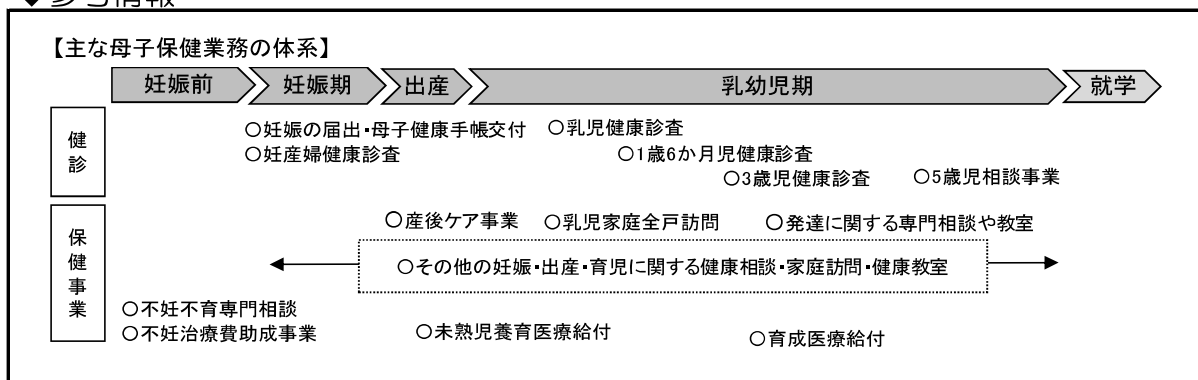 【主な母子保健業務の体系】
妊娠前 妊娠期 出産 乳幼児期 就学
健診
○妊娠の届出・母子健康手帳交付 ○乳児健康診査
○妊産婦健康診査 ○1歳6か月児健康診査
○3歳児健康診査 ○5歳児相談事業
保健事業
○産後ケア事業 ○乳児家庭全戸訪問 ○発達に関する専門相談や教室
○その他の妊娠・出産・育児に関する健康相談・家庭訪問・健康教室
○不妊不育専門相談
○不妊治療費助成事業 ○未熟児養育医療給付 ○育成医療給付